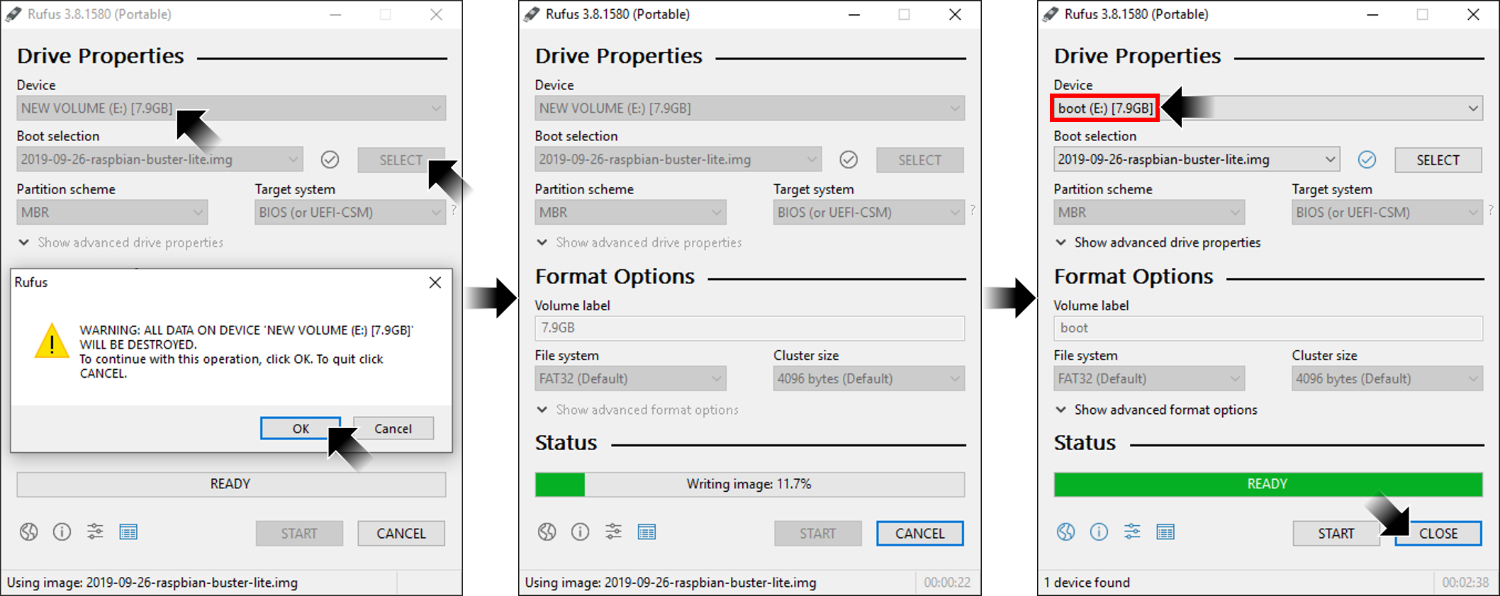 Rufus 3.8.1580 (Portable)
Drive Properties
Device
NEW VOLUME (E:) [7.9GB]
Boot selection
2019-09-26-raspbian-buster-lite.img
SELECT
Partition scheme
Target system
MBR
BIOS (or UEFI-CSM)
?
Show advanced drive properties
Rufus
WARNING: ALL DATA ON DEVICE 'NEW VOLUME (E:) [7.9GB]'
WILL BE DESTROYED.
To continue with this operation, click OK. To quit click
CANCEL.
OK
Cancel
READY
START
CANCEL
Using image: 2019-09-26-raspbian-buster-lite.img
Rufus 3.8.1580 (Portable)
Drive Properties
Device
NEW VOLUME (E:) [7.9GB]
Boot selection
2019-09-26-raspbian-buster-lite.img
SELECT
Partition scheme
Target system
MBR
BIOS (or UEFI-CSM)
?
Show advanced drive properties
Format Options
Volume label
7.9GB
File system
Cluster size
FAT32 (Default)
4096 bytes (Default)
Show advanced format options
Status
Writing image: 11.7%
START
CANCEL
Using image: 2019-09-26-raspbian-buster-lite.img
00:00:22
Rufus 3.8.1580 (Portable)
Drive Properties
Device
boot (E:) [7.9GB]
Boot selection
2019-09-26-raspbian-buster-lite.img
SELECT
Partition scheme
Target system
MBR
BIOS (or UEFI-CSM)
?
Show advanced drive properties
Format Options
Volume label
boot
File system
Cluster size
FAT32 (Default)
4096 bytes (Default)
Show advanced format options
Status
READY
START
CLOSE
1 device found
00:02:38